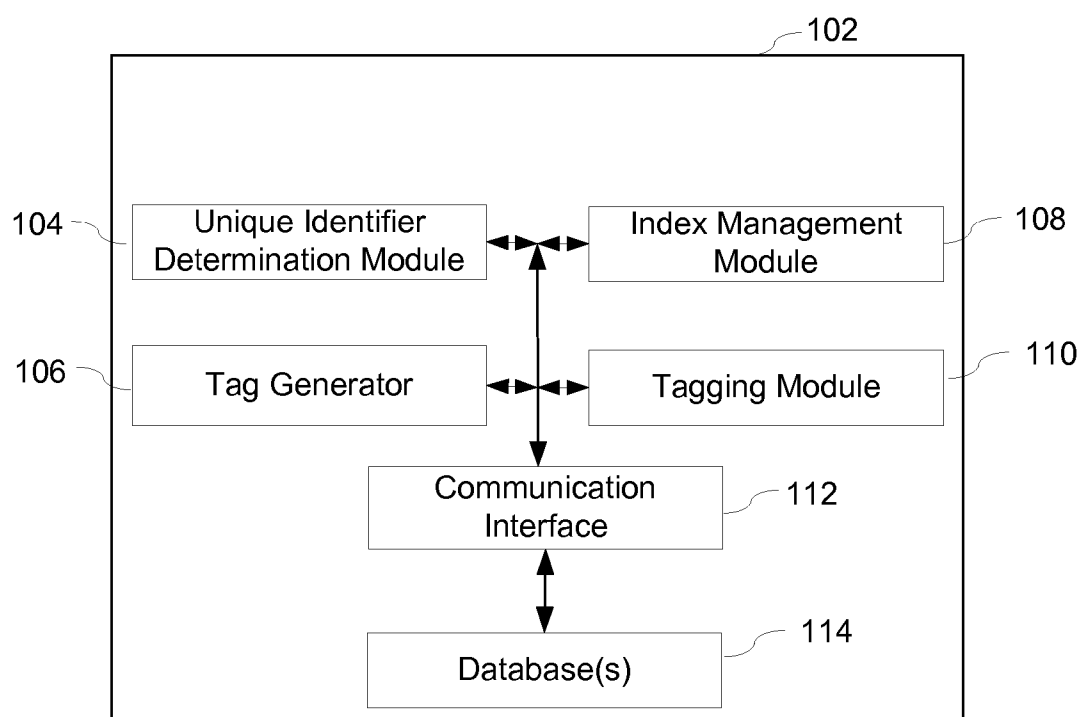 102
104
Unique Identifier
Determination Module
Index Management
Module
108
106
Tag Generator
Tagging Module
110
Communication
Interface
112
Database(s)
114